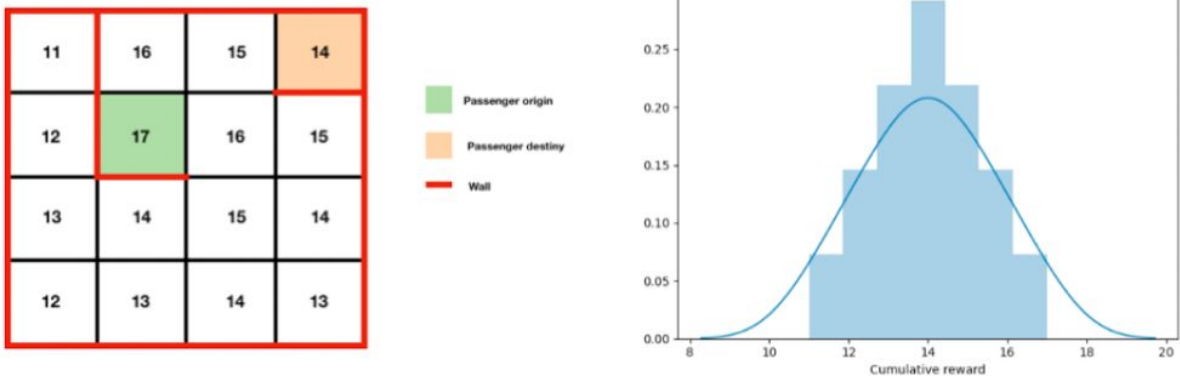 11 16 15 14
12 17 16 15
13 14 15 14
12 13 14 13
Passenger origin
Passenger destiny
Wall
0.25
0.20
0.15
0.10
0.05
0.00
8 10 12 14 16 18 20
Cumulative reward